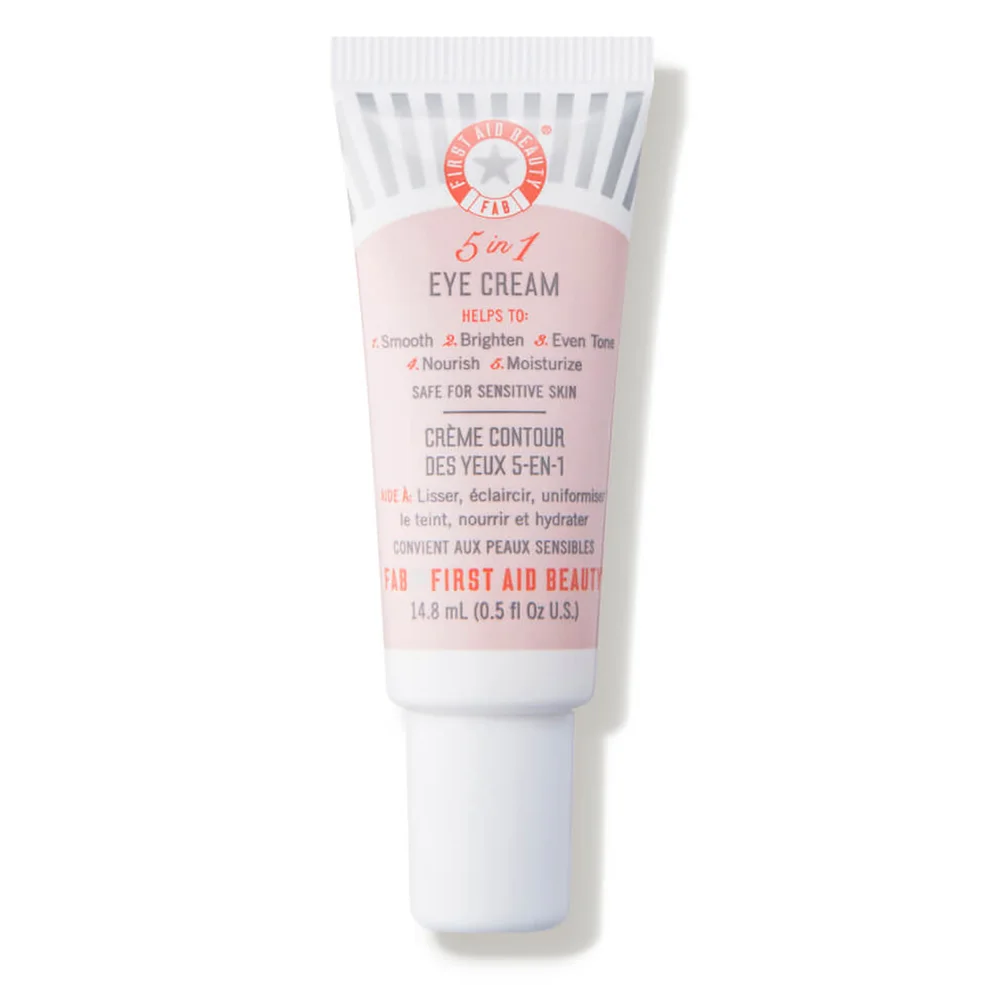 FIRST AID BEAUTY®
FAB
5 in 1
EYE CREAM
HELPS TO:
1. Smooth 2. Brighten 3. Even Tone
4. Nourish 5. Moisturize
SAFE FOR SENSITIVE SKIN
CRÈME CONTOUR
DES YEUX 5-EN-1
AIDE À: Lisser, éclaircir, uniformiser
le teint, nourrir et hydrater
CONVIENT AUX PEAUX SENSIBLES
FAB FIRST AID BEAUTY
14.8 mL (0.5 fl Oz U.S.)